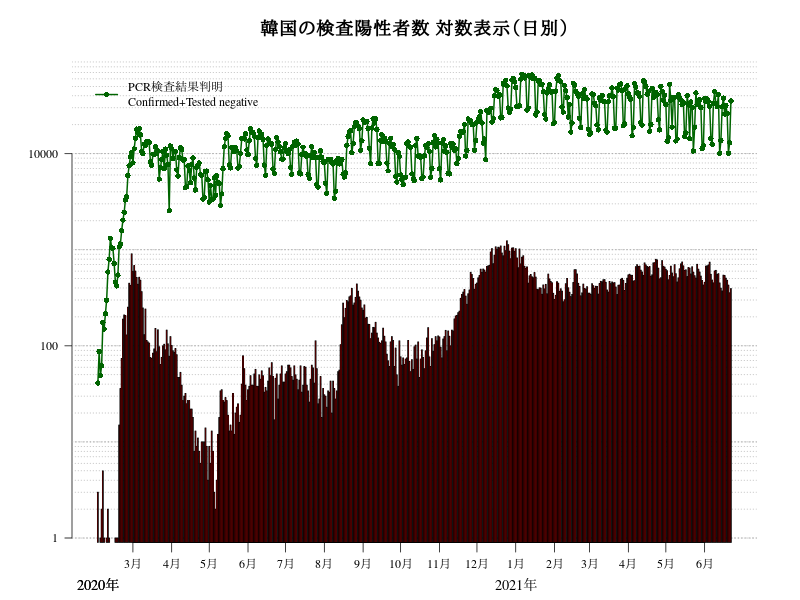 韓国の検査陽性者数 対数表示(日別)
PCR検査結果判明
Confirmed+Tested negative
10000
100
1
3月 4月 5月 6月 7月 8月 9月 10月 11月 12月 1月 2月 3月 4月 5月 6月
2020年 2021年